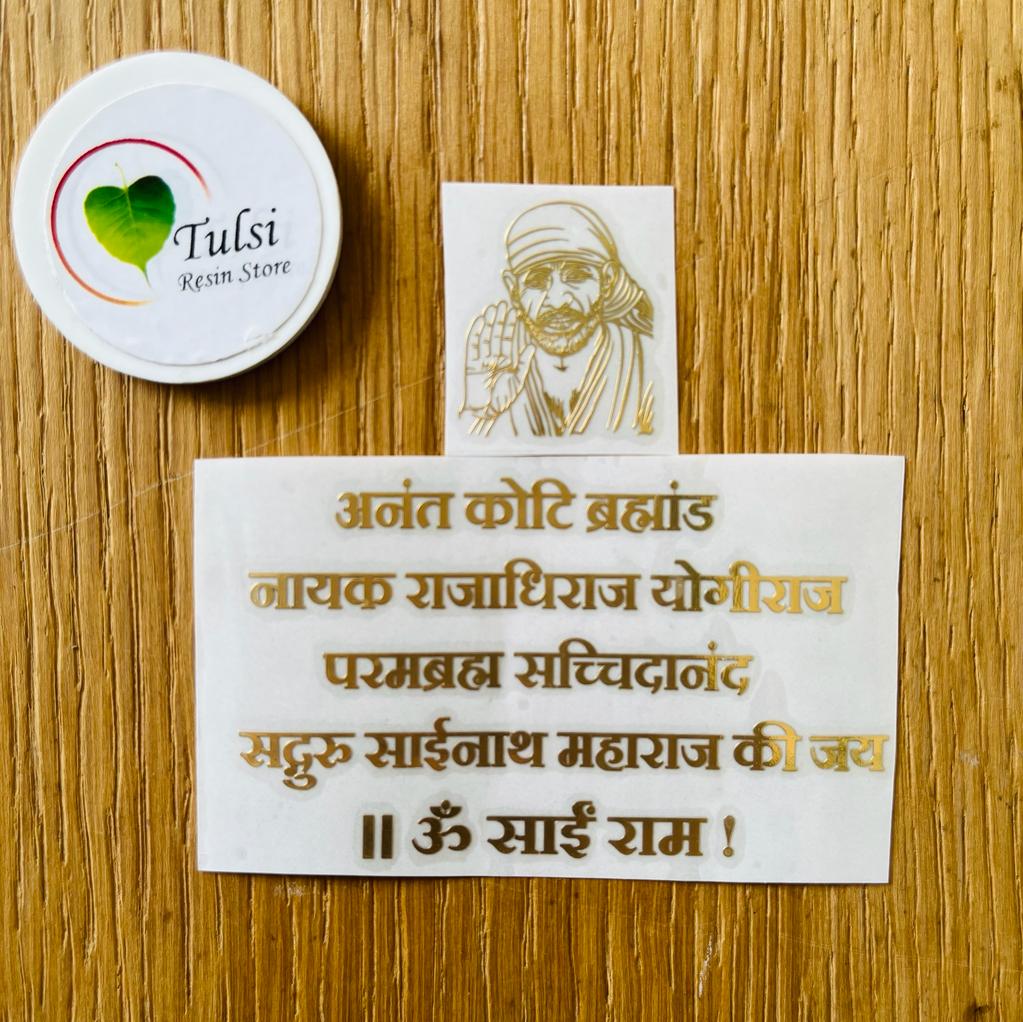 Tulsi
Resin Store
अनंत कोटि ब्रह्मांड
नायक राजाधिराज योगीराज
परमब्रह्म सच्चिदानंद
सद्गुरु साईनाथ महाराज की जय
॥ ॐ साईं राम !